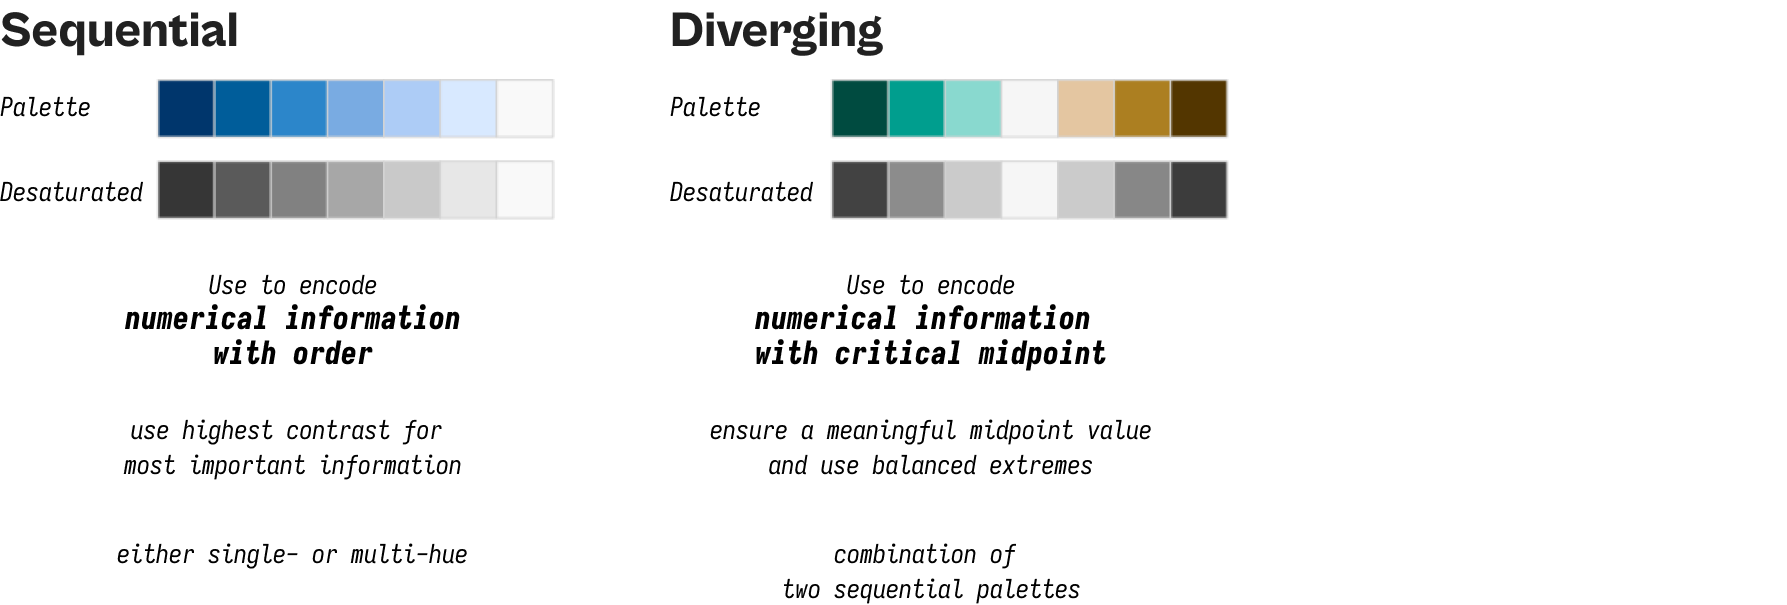 Sequential
Palette
Desaturated
Use to encode
numerical information
with order
use highest contrast for
most important information
either single- or multi-hue
Diverging
Palette
Desaturated
Use to encode
numerical information
with critical midpoint
ensure a meaningful midpoint value
and use balanced extremes
combination of
two sequential palettes